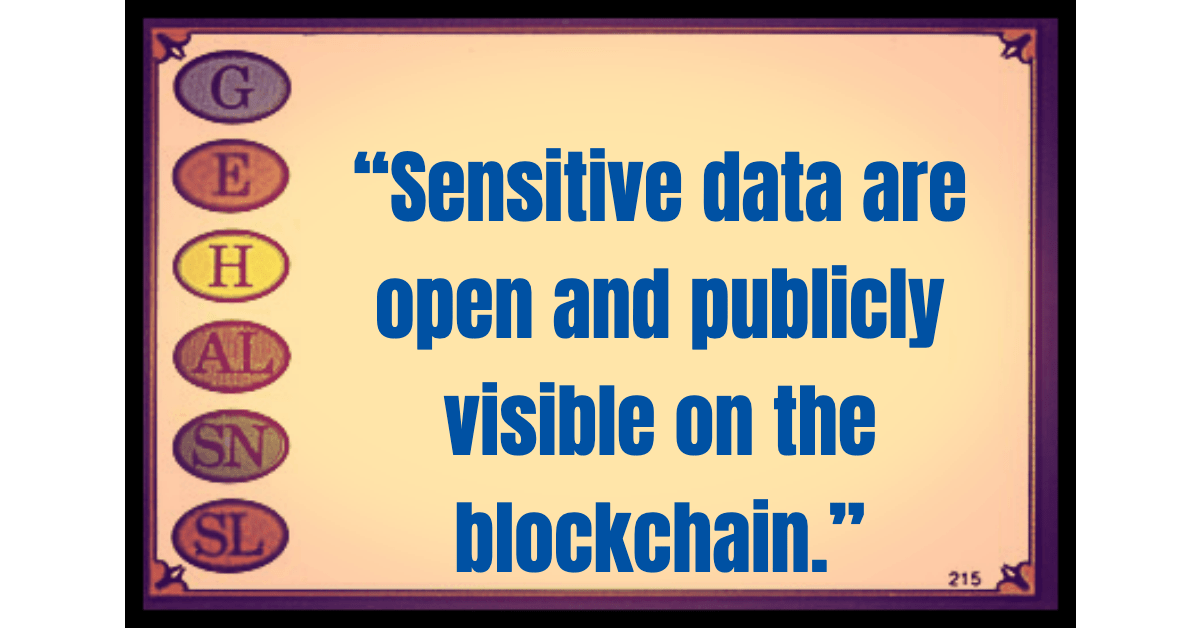 G
E
H
AL
SN
SL
“Sensitive data are
open and publicly
visible on the
blockchain.”
215